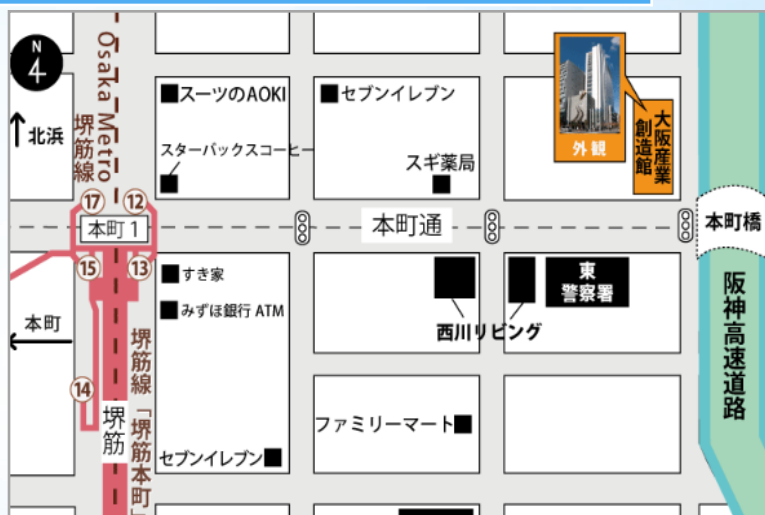 N
Osaka Metro
堺筋線
北浜
スーツのAOKI
スターバックスコーヒー
セブンイレブン
スギ薬局
外観
大阪産業
創造館
17
12
本町1
15
13
本町通
本町橋
すき家
みずほ銀行 ATM
本町
14
堺筋
堺筋線「堺筋本町」
セブンイレブン
西川リビング
東
警察署
ファミリーマート
阪神高速道路